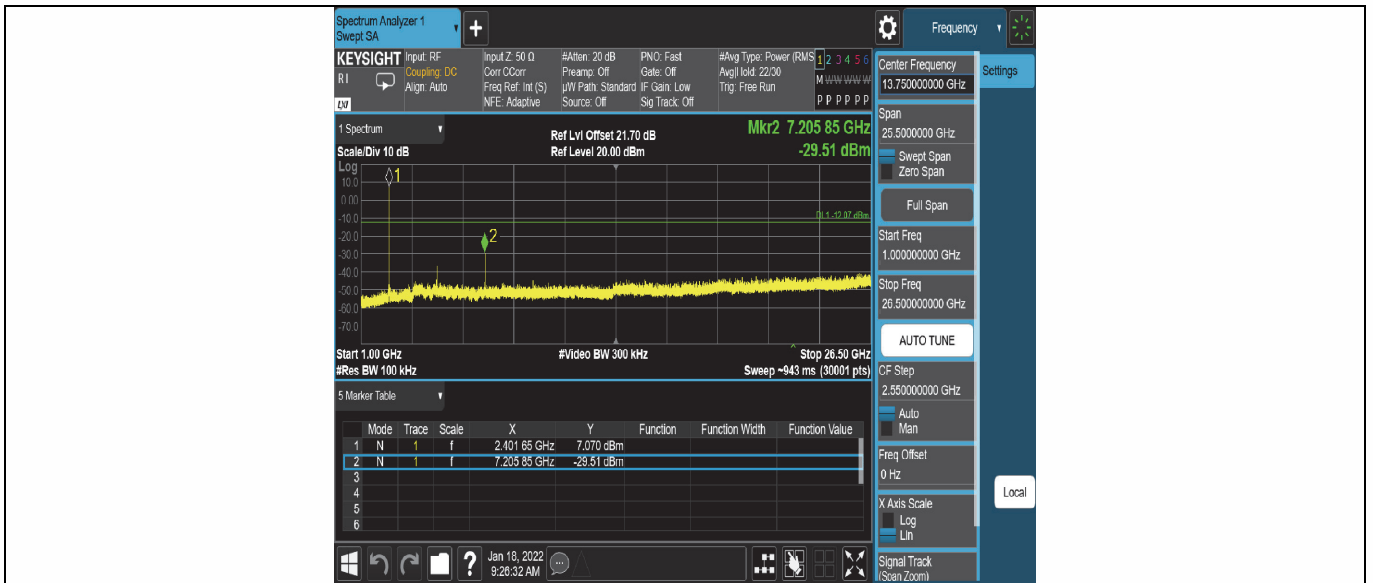 Spectrum Analyzer 1
Swept SA
+
Frequency
KEYSIGHT
R I
LXI
Input: RF
Coupling: DC
Align: Auto
Input Z: 50 Ω
Corr CCorr
Freq Ref: Int (S)
NFE: Adaptive
#Atten: 20 dB
Preamp: Off
µW Path: Standard
Source: Off
PNO: Fast
Gate: Off
IF Gain: Low
Sig Track: Off
#Avg Type: Power (RMS
Avg|Hold: 22/30
Trig: Free Run
1 2 3 4 5 6
M W W W W W
P P P P P P
1 Spectrum
Scale/Div 10 dB
Ref Lvl Offset 21.70 dB
Ref Level 20.00 dBm
Mkr2 7.205 85 GHz
-29.51 dBm
Log
10.0
0.00
-10.0
-20.0
-30.0
-40.0
-50.0
-60.0
-70.0
1
2
DL1 -12.07 dBm
Start 1.00 GHz
#Res BW 100 kHz
#Video BW 300 kHz
Stop 26.50 GHz
Sweep ~943 ms (30001 pts)
5 Marker Table
Mode Trace Scale X Y Function Function Width Function Value
1 N 1 f 2.401 65 GHz 7.070 dBm
2 N 1 f 7.205 85 GHz -29.51 dBm
3
4
5
6
?
Jan 18, 2022
9:26:32 AM
Center Frequency
13.750000000 GHz
Settings
Span
25.5000000 GHz
Swept Span
Zero Span
Full Span
Start Freq
1.000000000 GHz
Stop Freq
26.500000000 GHz
AUTO TUNE
CF Step
2.550000000 GHz
Auto
Man
Freq Offset
0 Hz
X Axis Scale
Log
Lin
Signal Track
(Span Zoom)
Local